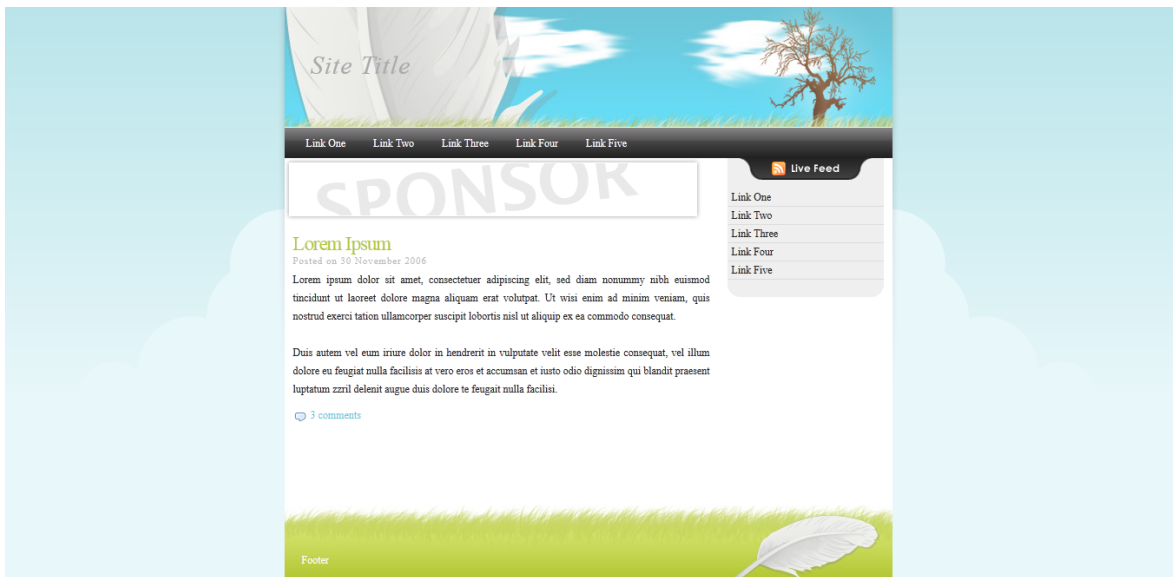 Site Title
Link One
Link Two
Link Three
Link Four
Link Five
SPONSOR
Live Feed
Link One
Link Two
Link Three
Link Four
Link Five
Lorem Ipsum
Posted on 30 November 2006
Lorem ipsum dolor sit amet, consectetuer adipiscing elit, sed diam nonummy nibh euismod
tincidunt ut laoreet dolore magna aliquam erat volutpat. Ut wisi enim ad minim veniam, quis
nostrud exerci tation ullamcorper suscipit lobortis nisl ut aliquip ex ea commodo consequat.
Duis autem vel eum iriure dolor in hendrerit in vulputate velit esse molestie consequat, vel illum
dolore eu feugiat nulla facilisis at vero eros et accumsan et iusto odio dignissim qui blandit praesent
luptatum zzril delenit augue duis dolore te feugait nulla facilisi.
3 comments
Footer